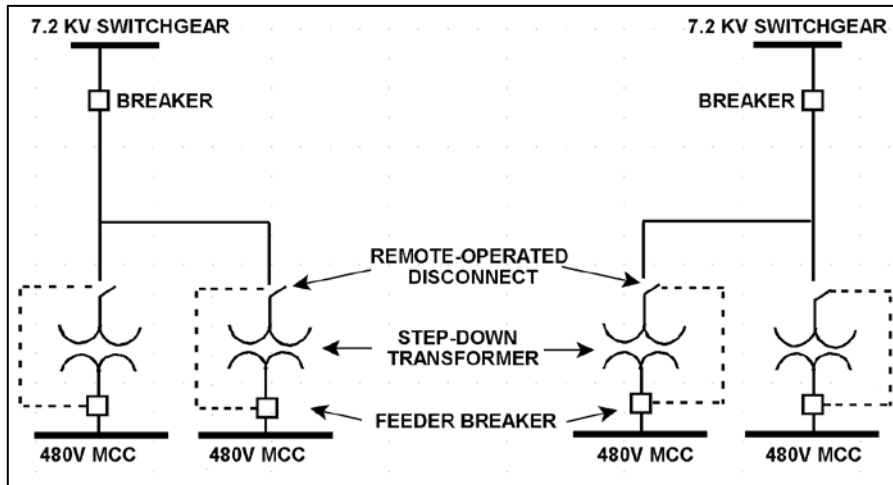 7.2 KV SWITCHGEAR
7.2 KV SWITCHGEAR
BREAKER
BREAKER
REMOTE-OPERATED
DISCONNECT
STEP-DOWN
TRANSFORMER
FEEDER BREAKER
480V MCC
480V MCC
480V MCC
480V MCC